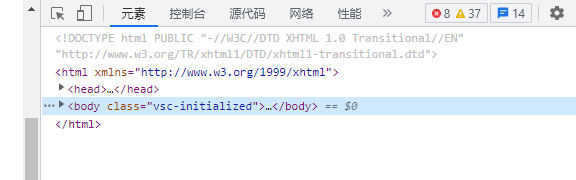 元素 控制台 源代码 网络 性能 » 8 37 14
<!DOCTYPE html PUBLIC "-//W3C//DTD XHTML 1.0 Transitional//EN"
"http://www.w3.org/TR/xhtml1/DTD/xhtml1-transitional.dtd">
<html xmlns="http://www.w3.org/1999/xhtml">
<head>…</head>
<body class="vsc-initialized">…</body> == $0
</html>